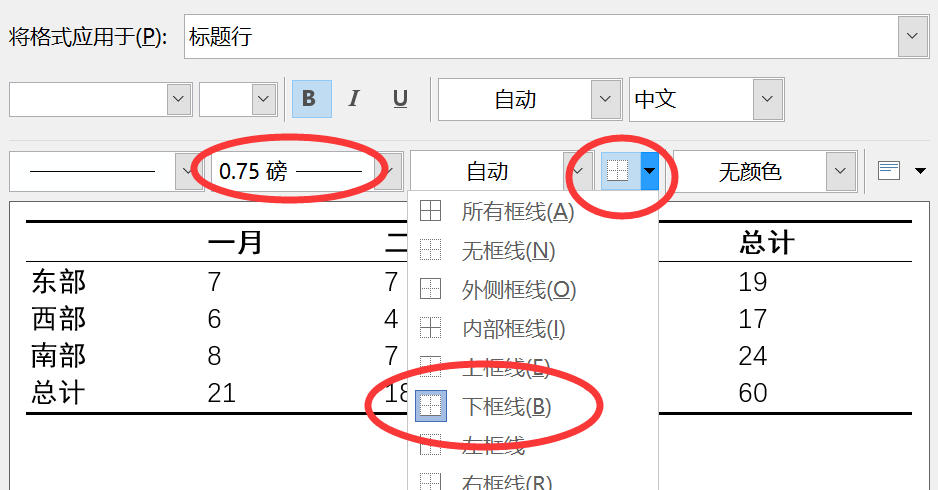 将格式应用于(P): 标题行
B I U 自动 中文
0.75 磅 自动 无颜色
一月 二 总计
所有框线(A)
无框线(N)
外侧框线(O)
内部框线(I)
上框线(E)
下框线(B)
左框线
右框线(R)
东部 7 7 19
西部 6 4 17
南部 8 7 24
总计 21 18 60